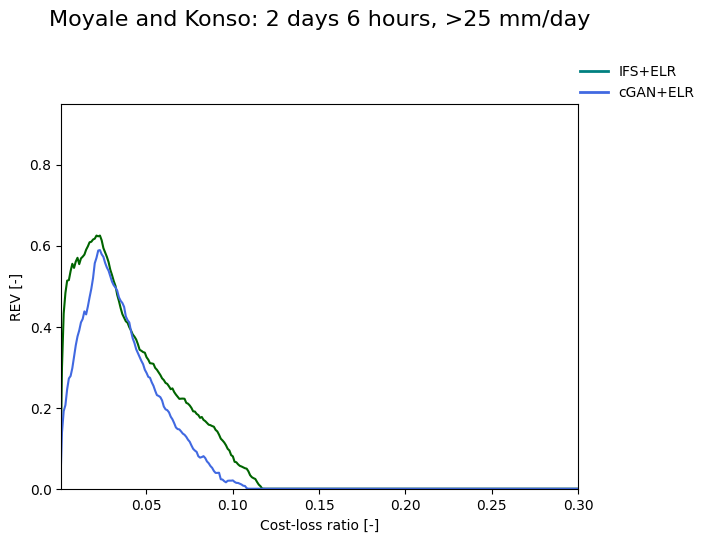 Moyale and Konso: 2 days 6 hours, >25 mm/day
IFS+ELR
cGAN+ELR
0.8
0.6
0.4
0.2
0.0
REV [-]
0.05 0.10 0.15 0.20 0.25 0.30
Cost-loss ratio [-]